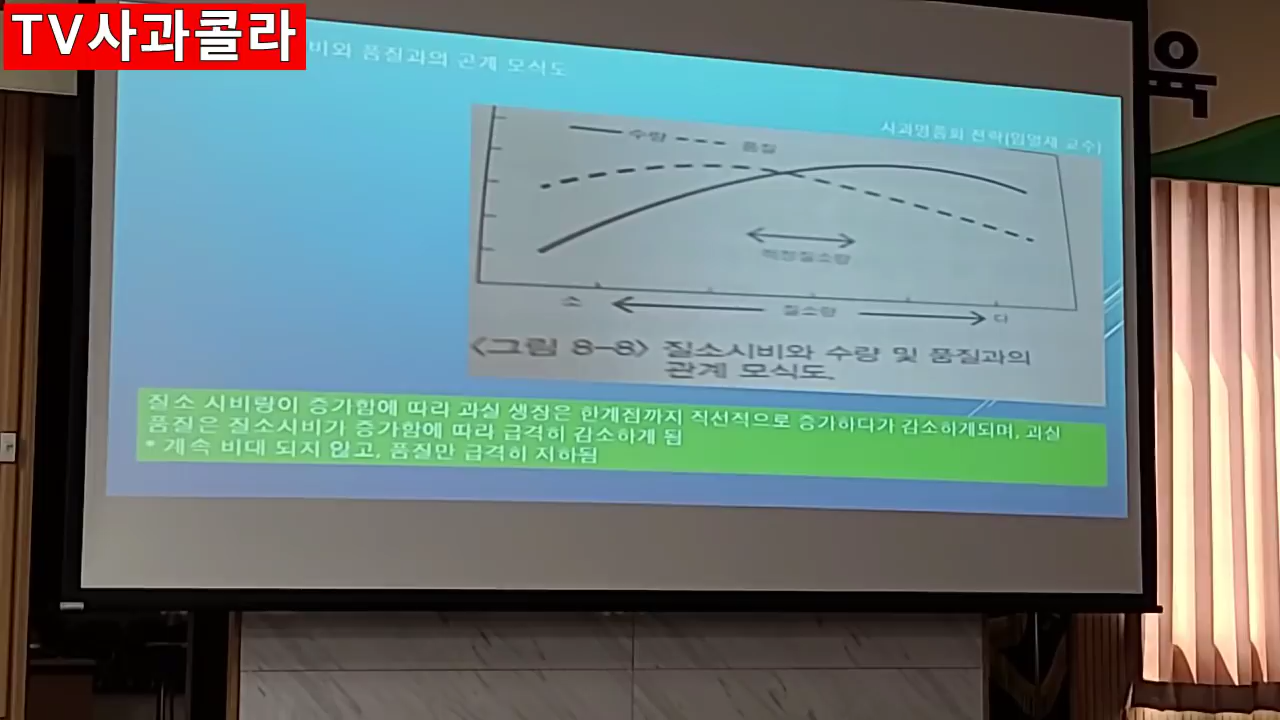 TV사과콜라
비와 품질과의 관계 모식도
육
사과명품화 전략(임열재 교수)
수량 품질
적정질소량
소 질소량 다
<그림 8-8> 질소시비와 수량 및 품질과의
관계 모식도.
질소 시비량이 증가함에 따라 과실 생장은 한계점까지 직선적으로 증가하다가 감소하게되며, 과실
품질은 질소시비가 증가함에 따라 급격히 감소하게 됨
* 계속 비대 되지 않고, 품질만 급격히 저하됨